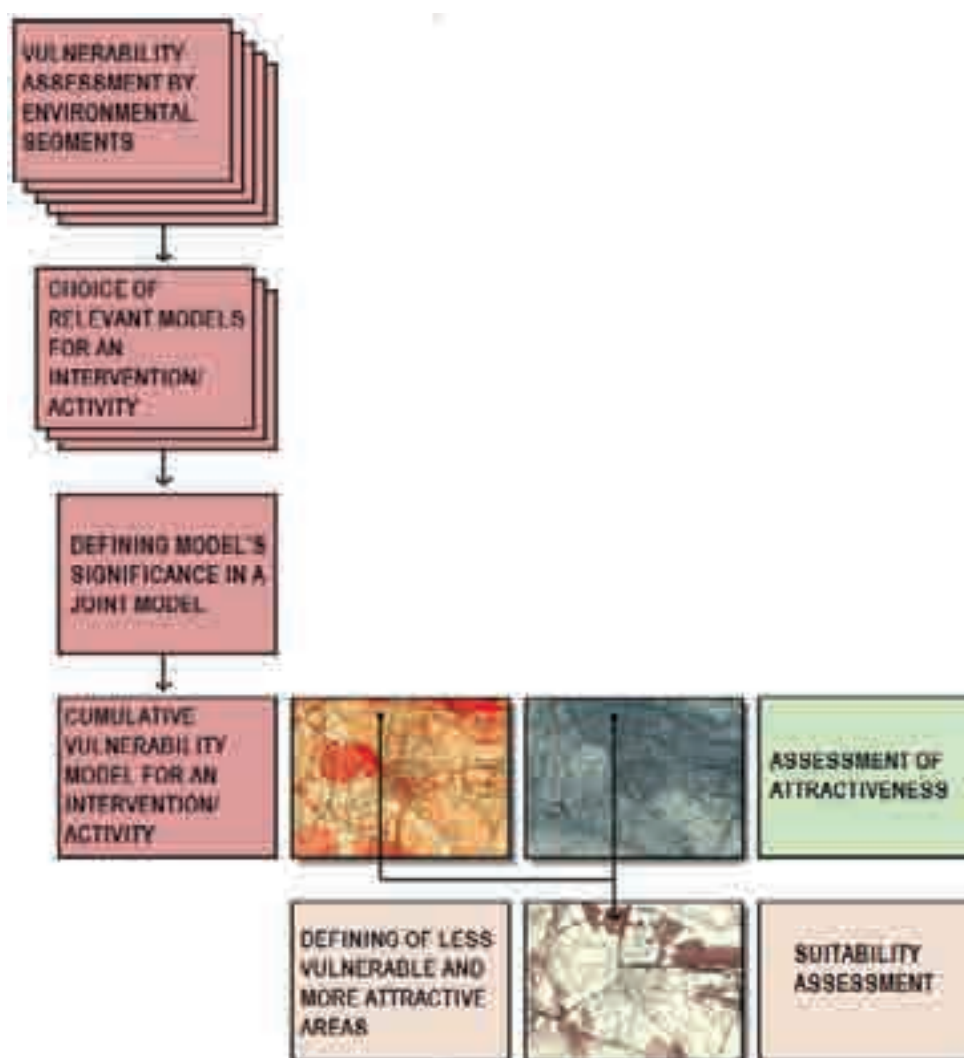 VULNERABILITY
ASSESSMENT BY
ENVIRONMENTAL
SEGMENTS
CHOICE OF
RELEVANT MODELS
FOR AN
INTERVENTION/
ACTIVITY
DEFINING MODEL'S
SIGNIFICANCE IN A
JOINT MODEL
CUMULATIVE
VULNERABILITY
MODEL FOR AN
INTERVENTION/
ACTIVITY
ASSESSMENT OF
ATTRACTIVENESS
DEFINING OF LESS
VULNERABLE AND
MORE ATTRACTIVE
AREAS
SUITABILITY
ASSESSMENT